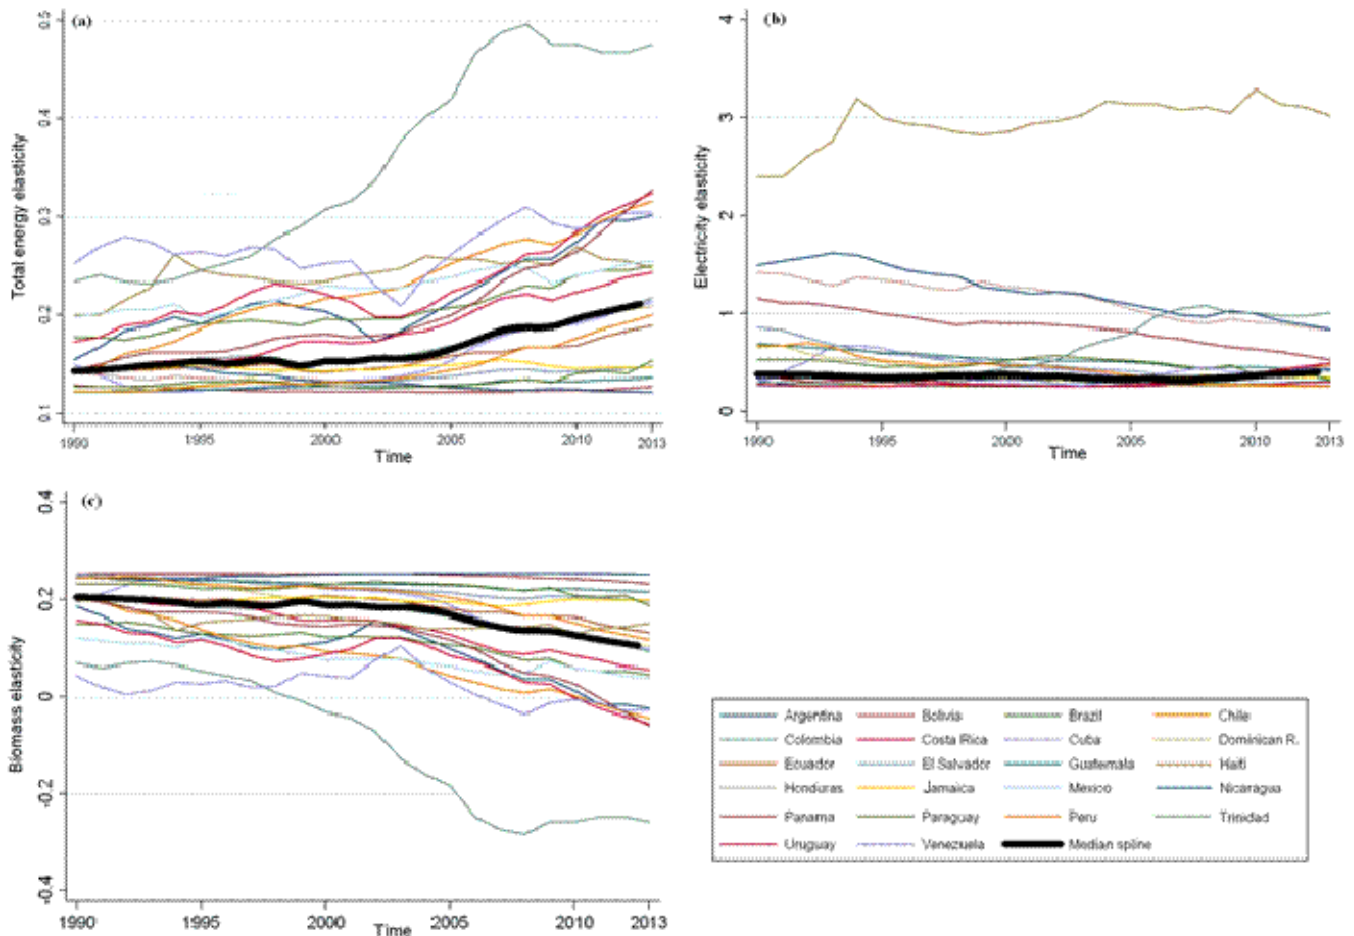 (a)
0.5
0.4
0.3
0.2
0.1
Total energy elasticity
1990 1995 2000 2005 2010 2013
Time
(b)
4
3
2
1
0
Electricity elasticity
1990 1995 2000 2005 2010 2013
Time
(c)
0.4
0.2
0
-0.2
-0.4
Biomass elasticity
1990 1995 2000 2005 2010 2013
Time
Argentina Bolivia Brazil Chile
Colombia Costa Rica Cuba Dominican R.
Ecuador El Salvador Guatemala Haiti
Honduras Jamaica Mexico Nicaragua
Panama Paraguay Peru Trinidad
Uruguay Venezuela Median spline